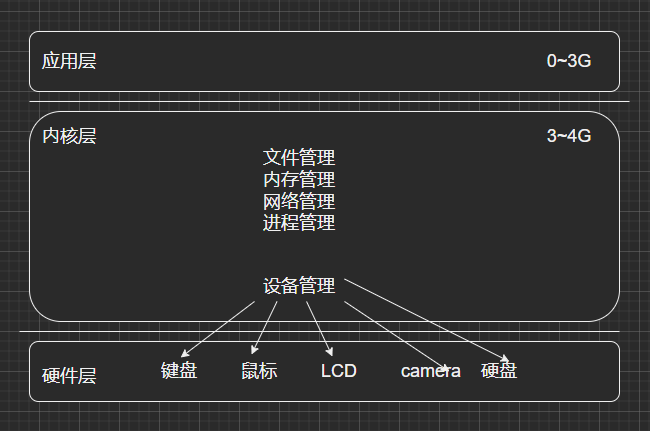 应用层 0~3G
内核层 3~4G
文件管理
内存管理
网络管理
进程管理
设备管理
硬件层 键盘 鼠标 LCD camera 硬盘